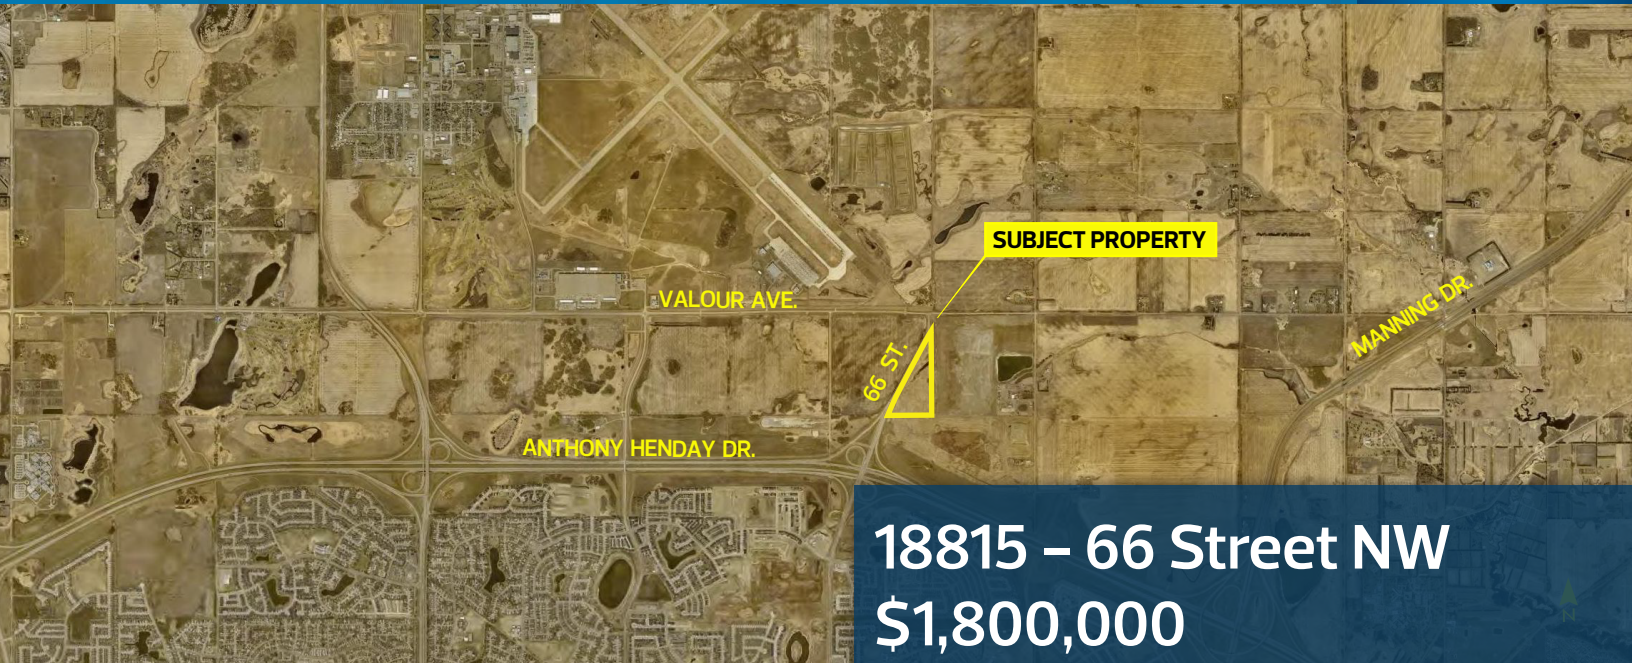 SUBJECT PROPERTY
VALOUR AVE.
MANNING DR.
66 ST.
ANTHONY HENDAY DR.
18815 – 66 Street NW
$1,800,000
N